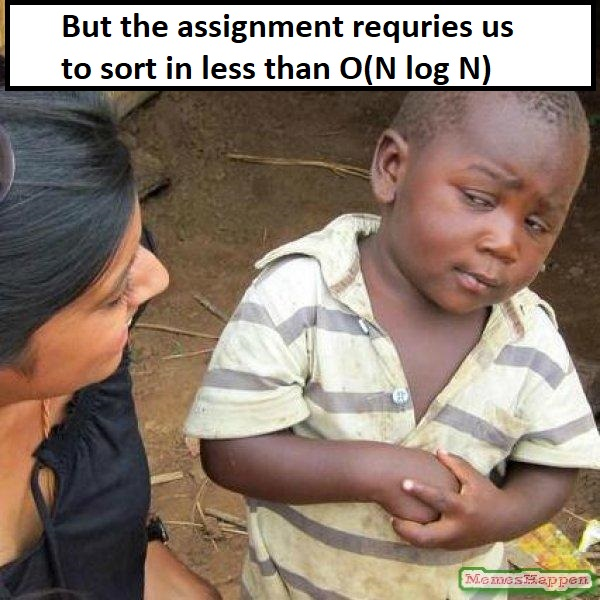 But the assignment requries us
to sort in less than O(N log N)
MemesHappen